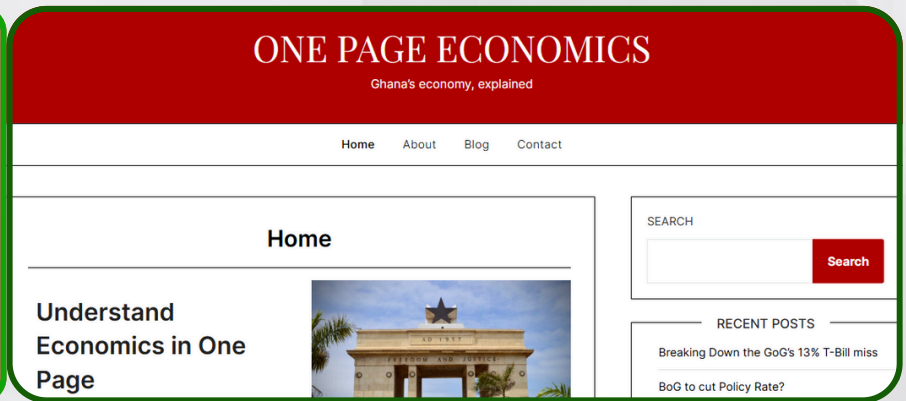 ONE PAGE ECONOMICS
Ghana's economy, explained
Home About Blog Contact
Home
Understand
Economics in One
Page
AD 1957
FREEDOM AND JUSTICE
SEARCH
Search
RECENT POSTS
Breaking Down the GoG's 13% T-Bill miss
BoG to cut Policy Rate?